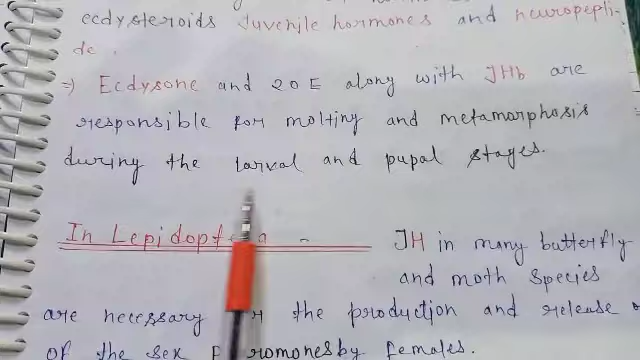 ecdysteroids Juvenile hormones and neuropepti-
de.
⇒ Ecdysone and 20E along with JHb are
responsible for molting and metamorphosis
during the larval and pupal stages.
In Lepidoptera - JH in many butterfly
and moth species
are necessary the production and release
of the sex by females.